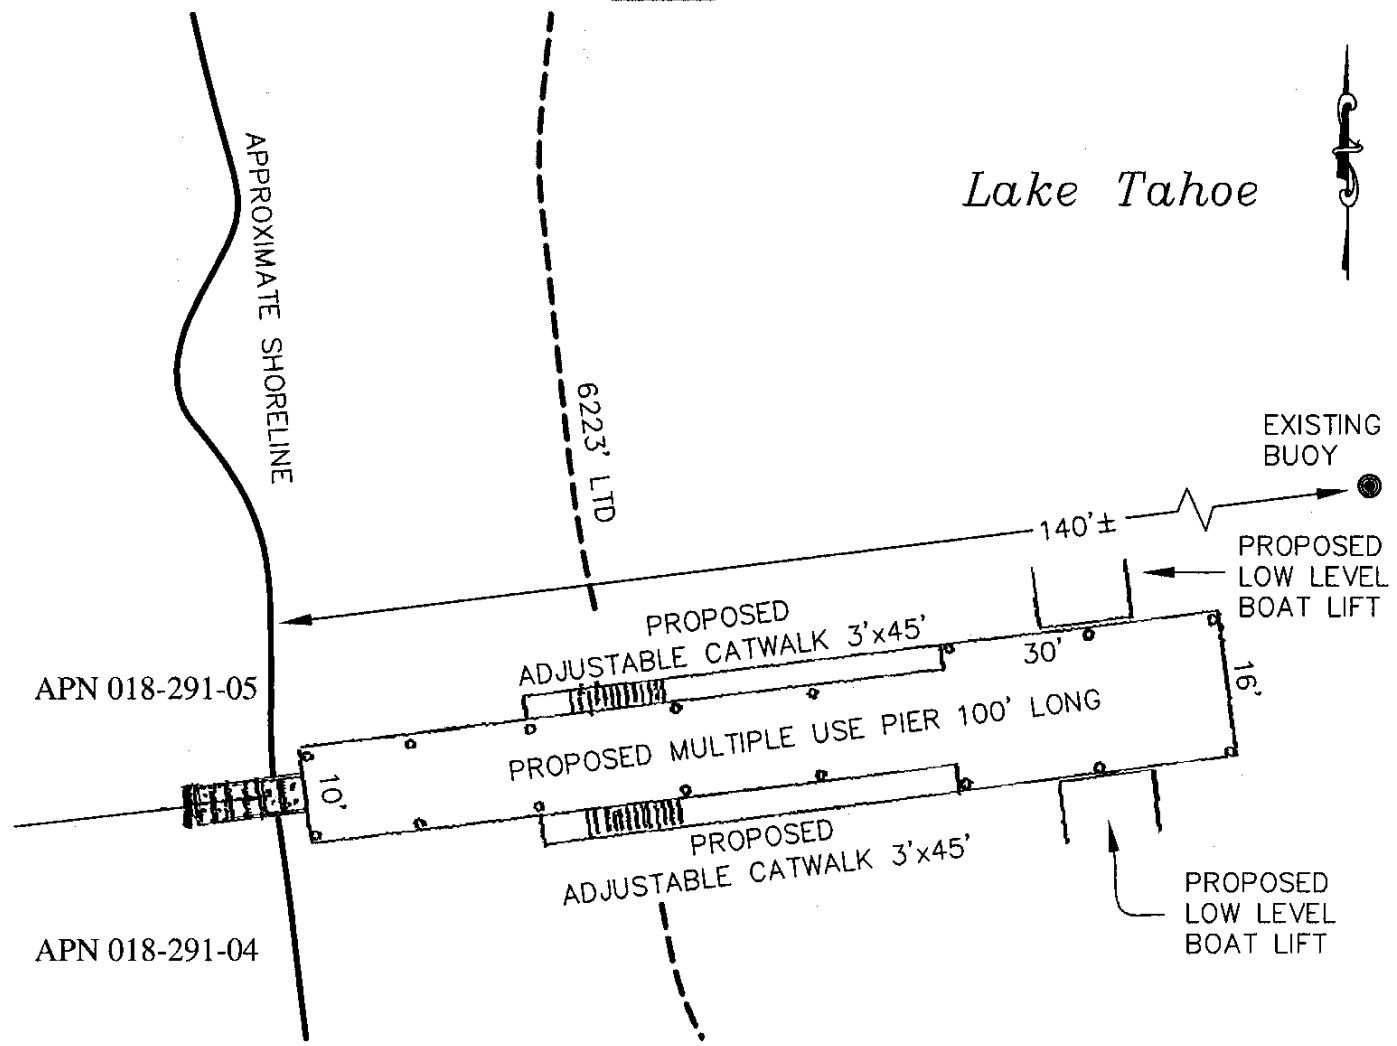 Lake Tahoe
APPROXIMATE SHORELINE
6223' LTD
EXISTING
BUOY
140'±
PROPOSED
LOW LEVEL
BOAT LIFT
PROPOSED
ADJUSTABLE CATWALK 3'x45'
30'
16'
APN 018-291-05
PROPOSED MULTIPLE USE PIER 100' LONG
10'
PROPOSED
ADJUSTABLE CATWALK 3'x45'
PROPOSED
LOW LEVEL
BOAT LIFT
APN 018-291-04